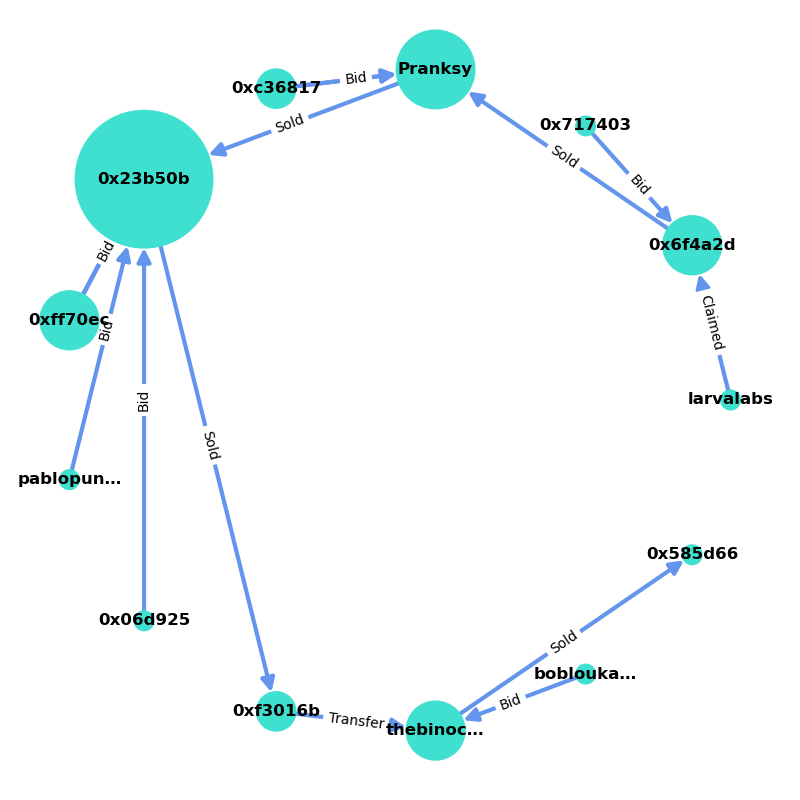 Pranksy
0xc36817
Bid
Sold
0x717403
0x23b50b
Sold
Bid
0x6f4a2d
Bid
0xff70ec
Bid
Claimed
larvalabs
Bid
Sold
pablopun...
0x585d66
0x06d925
Sold
boblouka...
Bid
0xf3016b
Transfer
thebinoc...